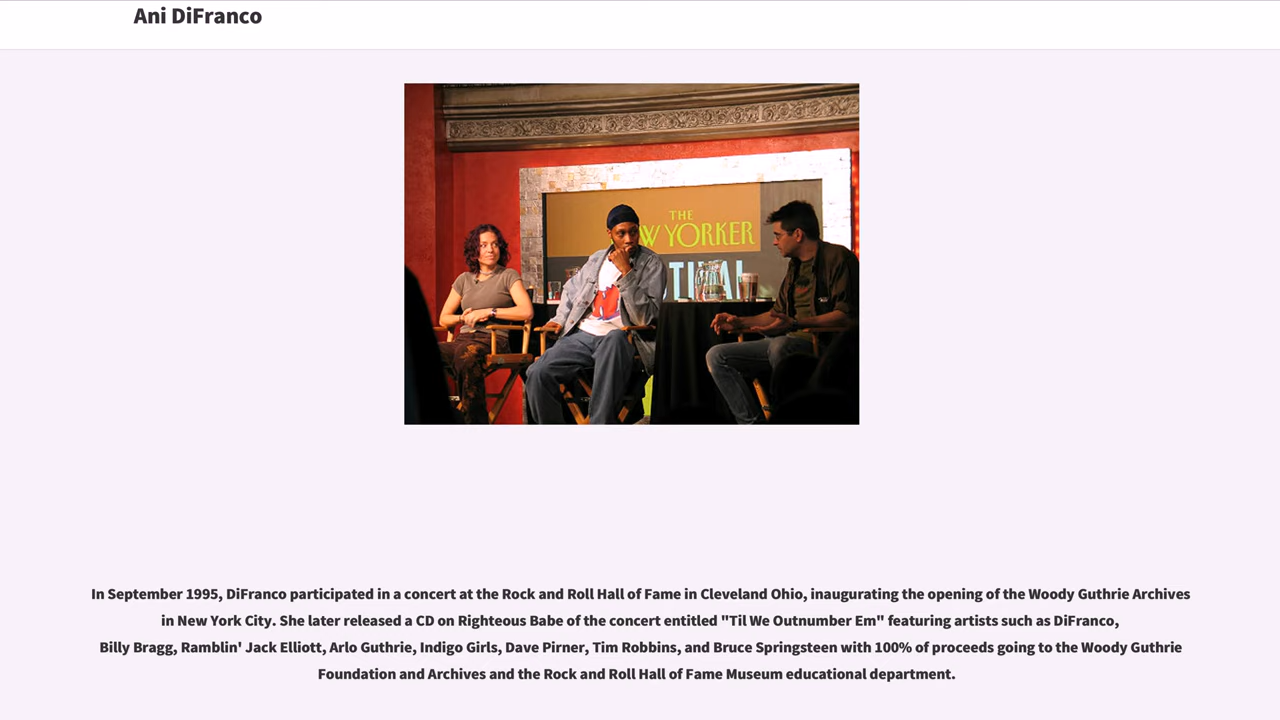 Ani DiFranco
THE
W YORKER
TIVAL
In September 1995, DiFranco participated in a concert at the Rock and Roll Hall of Fame in Cleveland Ohio, inaugurating the opening of the Woody Guthrie Archives
in New York City. She later released a CD on Righteous Babe of the concert entitled "Til We Outnumber Em" featuring artists such as DiFranco,
Billy Bragg, Ramblin' Jack Elliott, Arlo Guthrie, Indigo Girls, Dave Pirner, Tim Robbins, and Bruce Springsteen with 100% of proceeds going to the Woody Guthrie
Foundation and Archives and the Rock and Roll Hall of Fame Museum educational department.